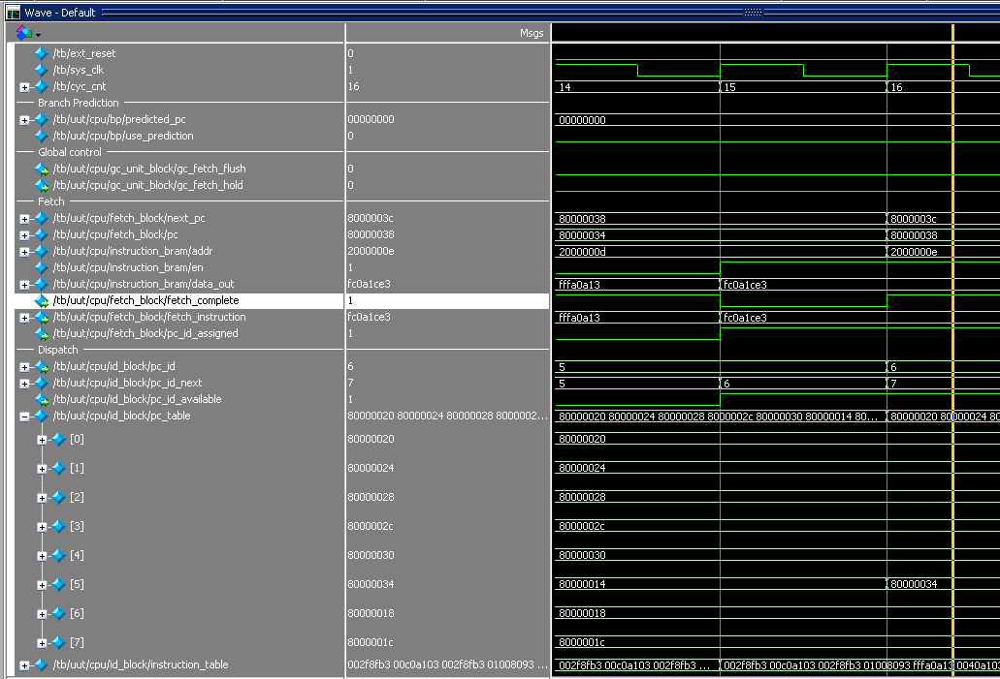 Wave - Default
Msgs
/tb/ext_reset 0
/tb/sys_clk 1
/tb/cyc_cnt 16 14 15 16
Branch Prediction
/tb/uut/cpu/bp/predicted_pc 00000000 00000000
/tb/uut/cpu/bp/use_prediction 0
Global control
/tb/uut/cpu/gc_unit_block/gc_fetch_flush 0
/tb/uut/cpu/gc_unit_block/gc_fetch_hold 0
Fetch
/tb/uut/cpu/fetch_block/next_pc 8000003c 80000038 8000003c
/tb/uut/cpu/fetch_block/pc 80000038 80000034 80000038
/tb/uut/cpu/instruction_bram/addr 2000000e 2000000d 2000000e
/tb/uut/cpu/instruction_bram/en 1
/tb/uut/cpu/instruction_bram/data_out fc0a1ce3 fffa0a13 fc0a1ce3
/tb/uut/cpu/fetch_block/fetch_complete 1
/tb/uut/cpu/fetch_block/fetch_instruction fc0a1ce3 fffa0a13 fc0a1ce3
/tb/uut/cpu/fetch_block/pc_id_assigned 1
Dispatch
/tb/uut/cpu/id_block/pc_id 6 5 6
/tb/uut/cpu/id_block/pc_id_next 7 5 6 7
/tb/uut/cpu/id_block/pc_id_available 1
/tb/uut/cpu/id_block/pc_table 80000020 80000024 80000028 8000002... 80000020 80000024 80000028 8000002c 80000030 80000014 80... 80000020 80000024 80
[0] 80000020 80000020
[1] 80000024 80000024
[2] 80000028 80000028
[3] 8000002c 8000002c
[4] 80000030 80000030
[5] 80000034 80000014 80000034
[6] 80000018 80000018
[7] 8000001c 8000001c
/tb/uut/cpu/id_block/instruction_table 002f8fb3 00c0a103 002f8fb3 01008093 ... 002f8fb3 00c0a103 002f8fb3 ... 002f8fb3 00c0a103 002f8fb3 01008093 fffa0a13 0040a103